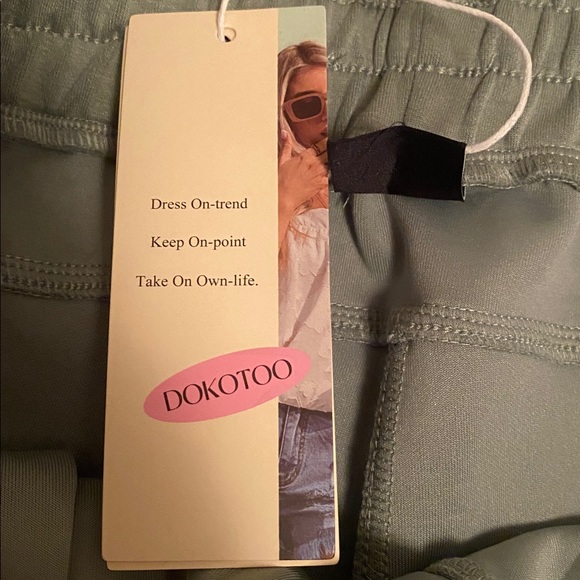 Dress On-trend
Keep On-point
Take On Own-life.
DOKOTOO